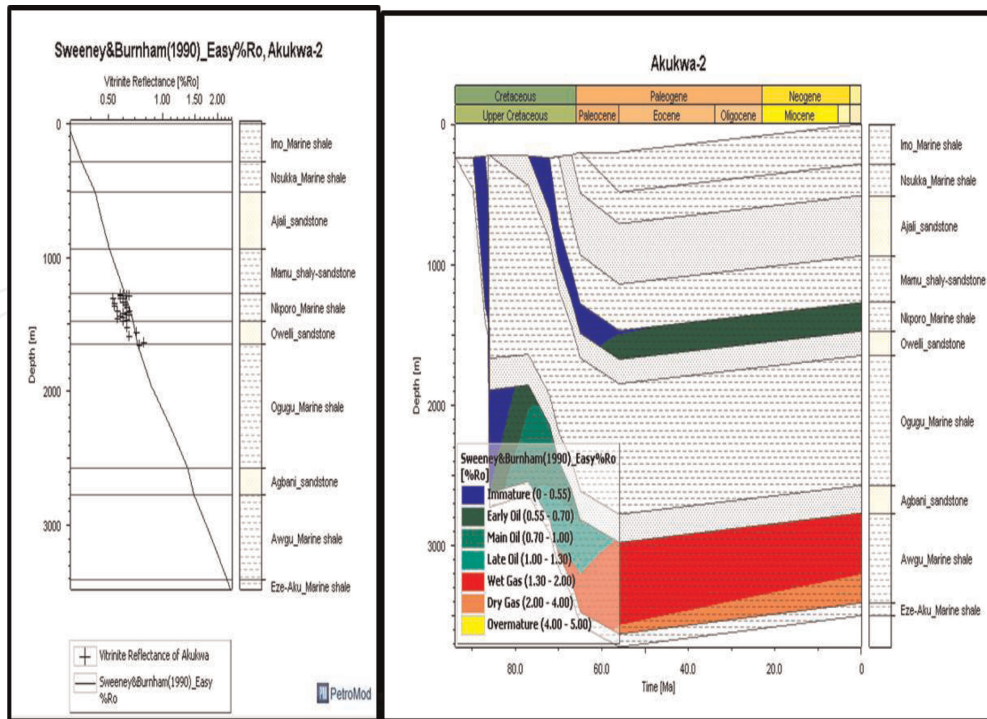 Sweeney&Burnham(1990)_Easy%Ro, Akukwa-2
Vitrinite Reflectance [%Ro]
0.50 1.00 1.50 2.00
0
1000
2000
3000
Depth [m]
Imo_Marine shale
Nsukka_Marine shale
Ajali_sandstone
Mamu_shaly-sandstone
Nkporo_Marine shale
Owelli_sandstone
Ogugu_Marine shale
Agbani_sandstone
Awgu_Marine shale
Eze-Aku_Marine shale
Vitrinite Reflectance of Akukwa
Sweeney&Burnham(1990)_Easy
%Ro
PetroMod
Akukwa-2
Cretaceous Paleogene Neogene
Upper Cretaceous Paleocene Eocene Oligocene Miocene
0
1000
2000
3000
Depth [m]
Imo_Marine shale
Nsukka_Marine shale
Ajali_sandstone
Mamu_shaly-sandstone
Nkporo_Marine shale
Owelli_sandstone
Ogugu_Marine shale
Agbani_sandstone
Awgu_Marine shale
Eze-Aku_Marine shale
Sweeney&Burnham(1990)_Easy%Ro
[%Ro]
Immature (0 - 0.55)
Early Oil (0.55 - 0.70)
Main Oil (0.70 - 1.00)
Late Oil (1.00 - 1.30)
Wet Gas (1.30 - 2.00)
Dry Gas (2.00 - 4.00)
Overmature (4.00 - 5.00)
80.0 60.0 40.0 20.0 0
Time [Ma]